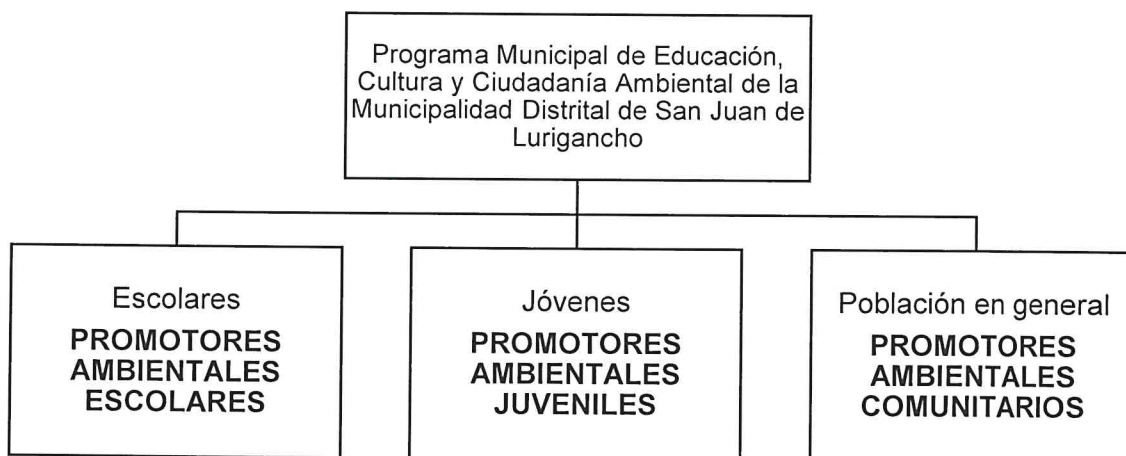 Programa Municipal de Educación,
Cultura y Ciudadanía Ambiental de la
Municipalidad Distrital de San Juan de
Lurigancho
Escolares
PROMOTORES
AMBIENTALES
ESCOLARES
Jóvenes
PROMOTORES
AMBIENTALES
JUVENILES
Población en general
PROMOTORES
AMBIENTALES
COMUNITARIOS